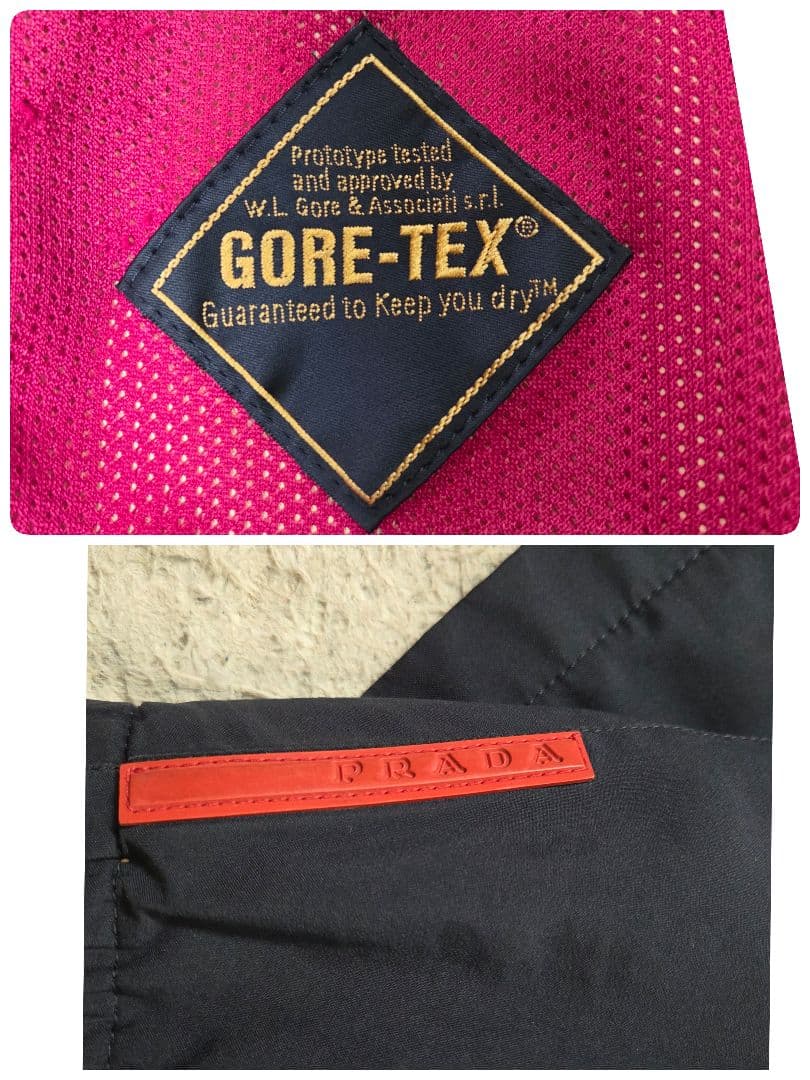 Prototype tested
and approved by
W.L. Gore & Associati s.r.l.
GORE-TEX®
Guaranteed to Keep you dry™
PRADA